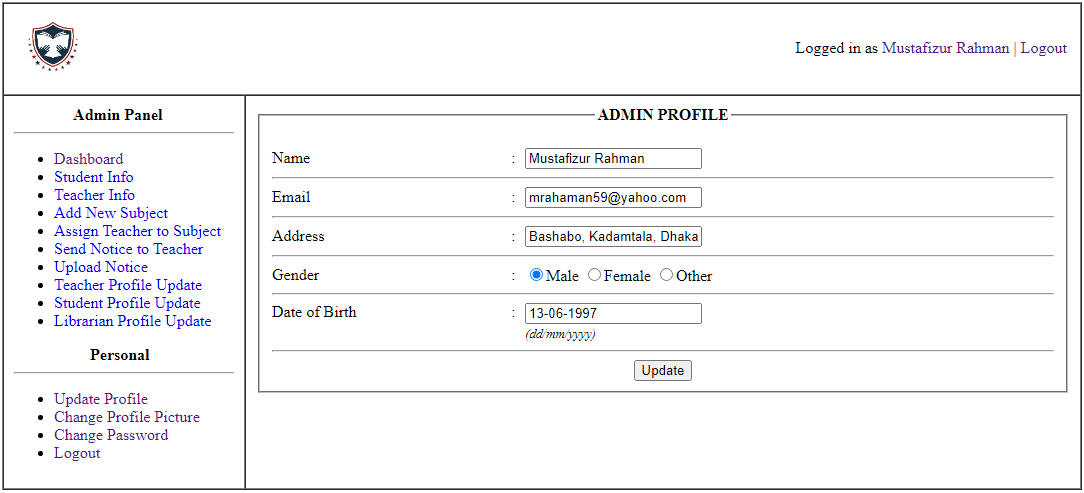 Logged in as Mustafizur Rahman | Logout
Admin Panel
Dashboard
Student Info
Teacher Info
Add New Subject
Assign Teacher to Subject
Send Notice to Teacher
Upload Notice
Teacher Profile Update
Student Profile Update
Librarian Profile Update
Personal
Update Profile
Change Profile Picture
Change Password
Logout
ADMIN PROFILE
Name : Mustafizur Rahman
Email : mrahaman59@yahoo.com
Address : Bashabo, Kadamtala, Dhaka
Gender : Male Female Other
Date of Birth : 13-06-1997
(dd/mm/yyyy)
Update